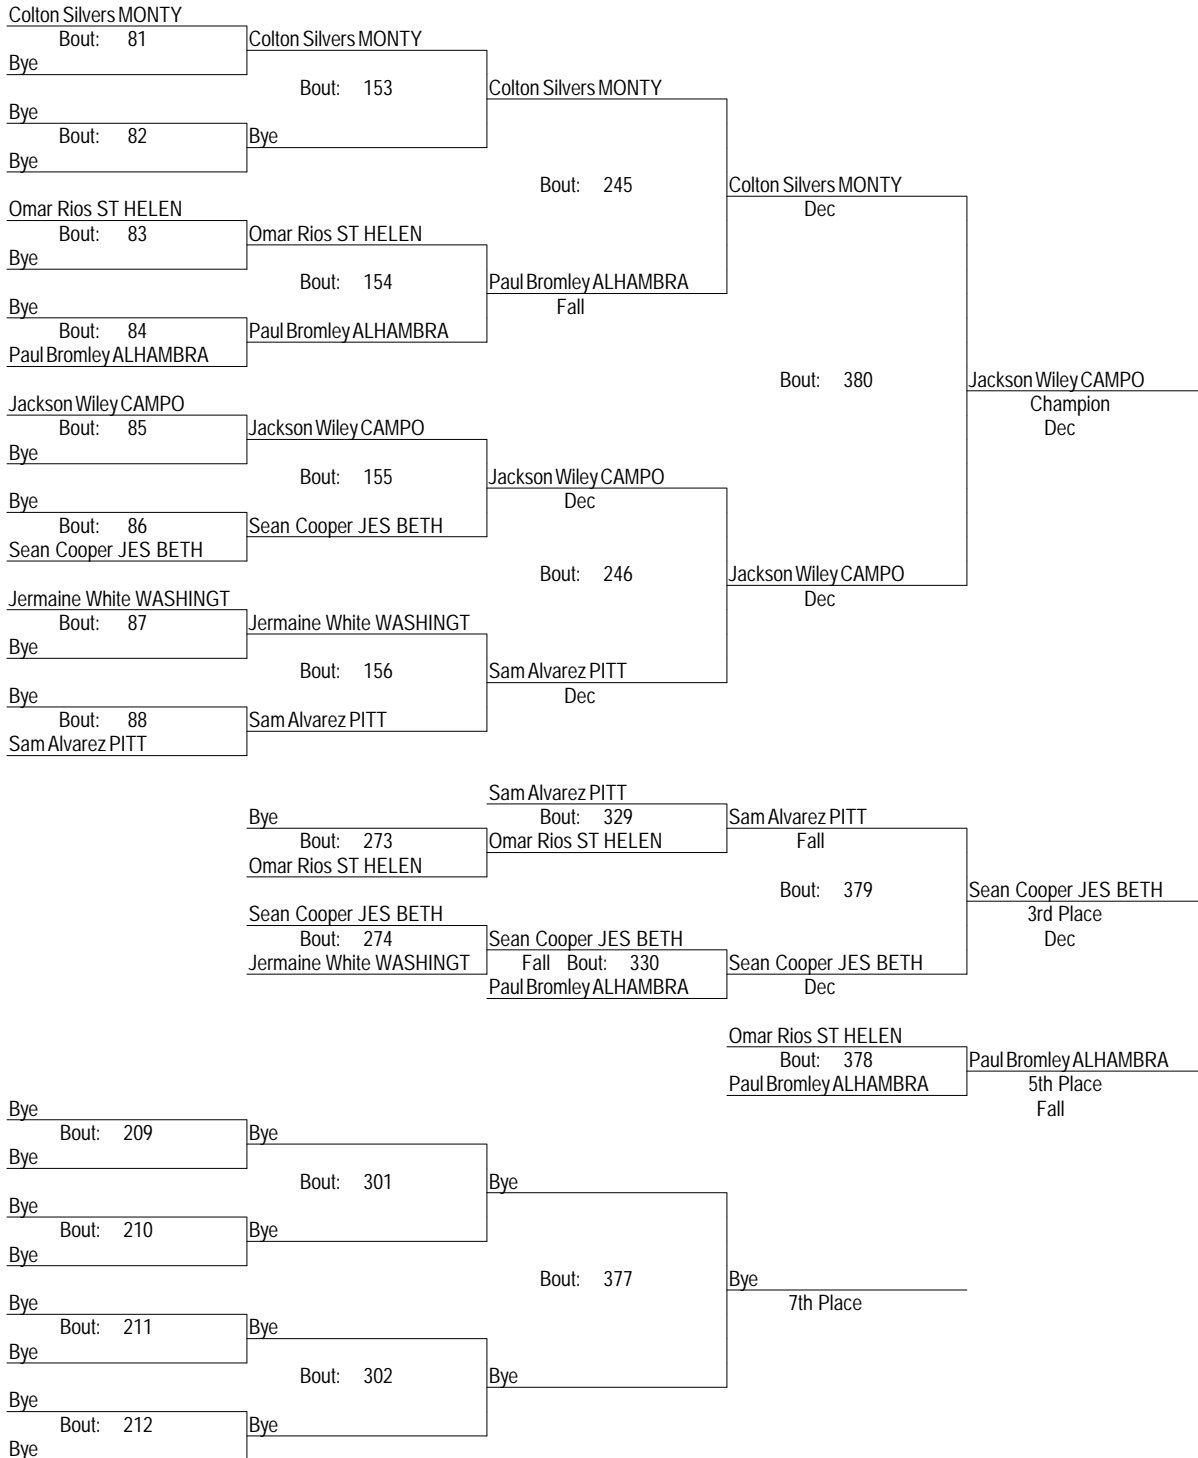 Colton Silvers MONTY
Bout: 81 Colton Silvers MONTY
Bye
Bout: 153 Colton Silvers MONTY
Bye
Bout: 82 Bye
Bye
Bout: 245 Colton Silvers MONTY
Omar Rios ST HELEN Dec
Bout: 83 Omar Rios ST HELEN
Bye
Bout: 154 Paul Bromley ALHAMBRA
Bye Fall
Bout: 84 Paul Bromley ALHAMBRA
Paul Bromley ALHAMBRA
Bout: 380 Jackson Wiley CAMPO
Jackson Wiley CAMPO Champion
Bout: 85 Jackson Wiley CAMPO Dec
Bye
Bout: 155 Jackson Wiley CAMPO
Bye Dec
Bout: 86 Sean Cooper JES BETH
Sean Cooper JES BETH
Bout: 246 Jackson Wiley CAMPO
Jermaine White WASHINGT Dec
Bout: 87 Jermaine White WASHINGT
Bye
Bout: 156 Sam Alvarez PITT
Bye Dec
Bout: 88 Sam Alvarez PITT
Sam Alvarez PITT
Sam Alvarez PITT
Bye Bout: 329 Sam Alvarez PITT
Bout: 273 Omar Rios ST HELEN Fall
Omar Rios ST HELEN
Bout: 379 Sean Cooper JES BETH
Sean Cooper JES BETH 3rd Place
Bout: 274 Sean Cooper JES BETH Dec
Jermaine White WASHINGT Fall Bout: 330 Sean Cooper JES BETH
Paul Bromley ALHAMBRA Dec
Omar Rios ST HELEN
Bout: 378 Paul Bromley ALHAMBRA
Paul Bromley ALHAMBRA 5th Place
Bye Fall
Bout: 209 Bye
Bye
Bout: 301 Bye
Bye
Bout: 210 Bye
Bye
Bout: 377 Bye
Bye 7th Place
Bout: 211 Bye
Bye
Bout: 302 Bye
Bye
Bout: 212 Bye
Bye